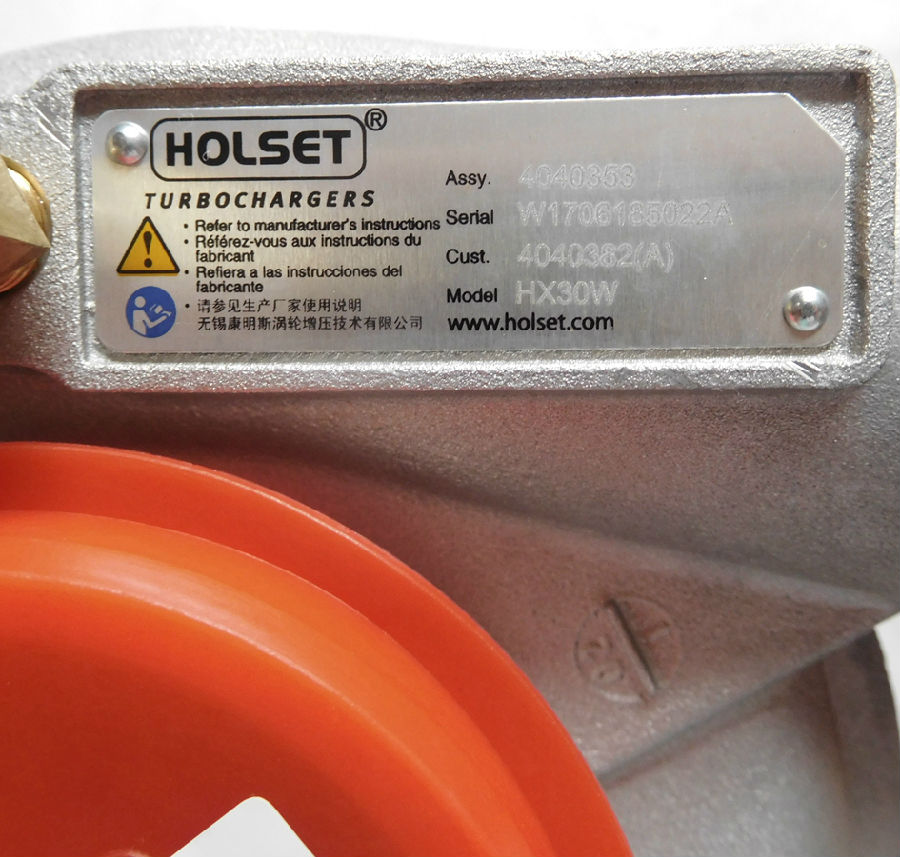 HOLSET®
TURBOCHARGERS
• Refer to manufacturer's instructions
• Référez-vous aux instructions du
fabricant
• Refiera a las instrucciones del
fabricante
• 请参见生产厂家使用说明
无锡康明斯涡轮增压技术有限公司
Assy. 4040353
Serial W1706185022A
Cust. 4040382(A)
Model HX30W
www.holset.com